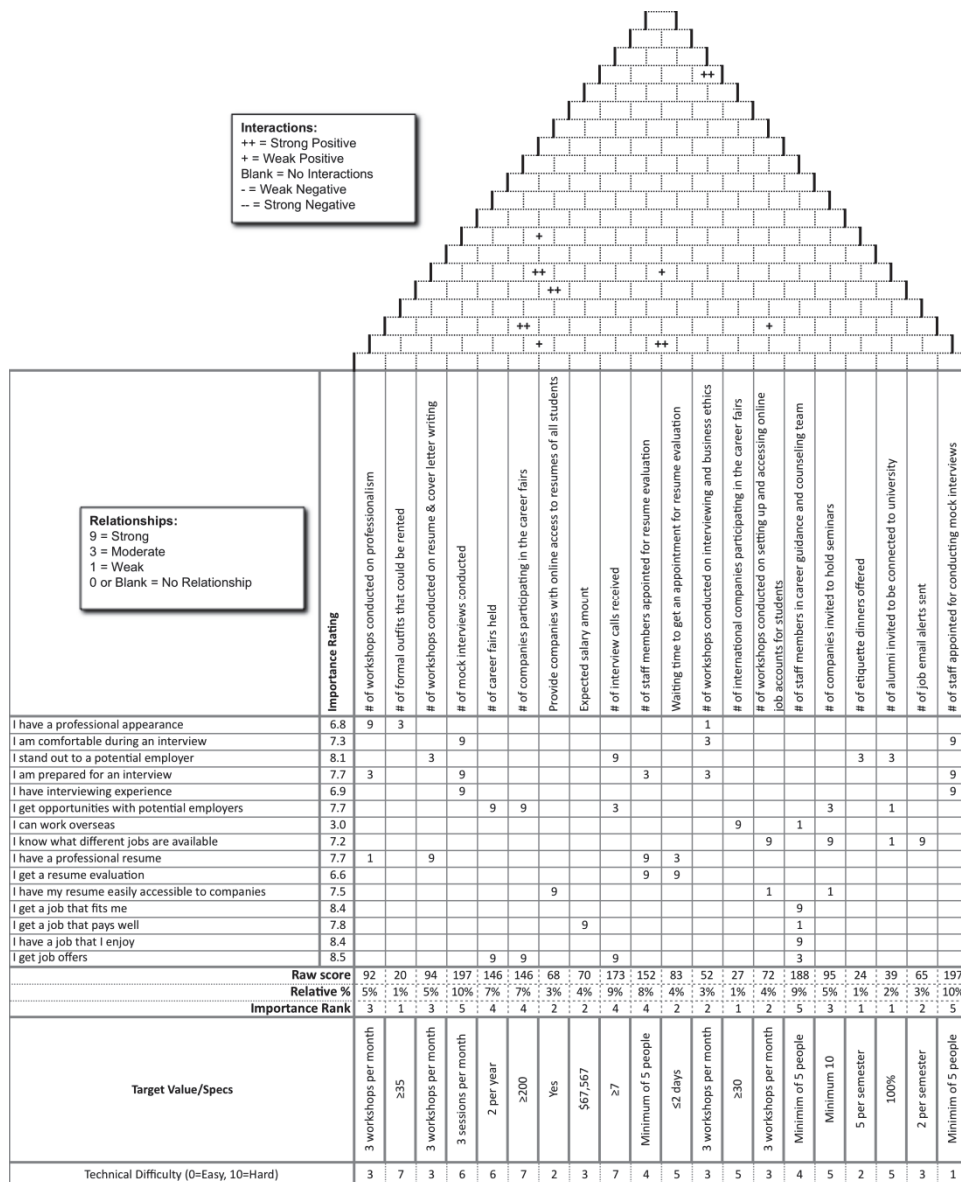 ++
Interactions:
++ = Strong Positive
+ = Weak Positive
Blank = No Interactions
- = Weak Negative
-- = Strong Negative
+
++ +
++
++ +
+ ++
Relationships:
9 = Strong
3 = Moderate
1 = Weak
0 or Blank = No Relationship
Importance Rating
# of workshops conducted on professionalism
# of formal outfits that could be rented
# of workshops conducted on resume & cover letter writing
# of mock interviews conducted
# of career fairs held
# of companies participating in the career fairs
Provide companies with online access to resumes of all students
Expected salary amount
# of interview calls received
# of staff members appointed for resume evaluation
Waiting time to get an appointment for resume evaluation
# of workshops conducted on interviewing and business ethics
# of international companies participating in the career fairs
# of workshops conducted on setting up and accessing online
job accounts for students
# of staff members in career guidance and counseling team
# of companies invited to hold seminars
# of etiquette dinners offered
# of alumni invited to be connected to university
# of job email alerts sent
# of staff appointed for conducting mock interviews
I have a professional appearance 6.8 9 3 1
I am comfortable during an interview 7.3 9 3 9
I stand out to a potential employer 8.1 3 9 3 3
I am prepared for an interview 7.7 3 9 3 3 9
I have interviewing experience 6.9 9 9
I get opportunities with potential employers 7.7 9 9 3 3 1
I can work overseas 3.0 9 1
I know what different jobs are available 7.2 9 9 1 9
I have a professional resume 7.7 1 9 9 3
I get a resume evaluation 6.6 9 9
I have my resume easily accessible to companies 7.5 9 1 1
I get a job that fits me 8.4 9
I get a job that pays well 7.8 9 1
I have a job that I enjoy 8.4 9
I get job offers 8.5 9 9 9 3
Raw score 92 20 94 197 146 146 68 70 173 152 83 52 27 72 188 95 24 39 65 197
Relative % 5% 1% 5% 10% 7% 7% 3% 4% 9% 8% 4% 3% 1% 4% 9% 5% 1% 2% 3% 10%
Importance Rank 3 1 3 5 4 4 2 2 4 4 2 2 1 2 5 3 1 1 2 5
Target Value/Specs
3 workshops per month
≥35
3 workshops per month
3 sessions per month
2 per year
≥200
Yes
$67,567
≥7
Minimum of 5 people
≤2 days
3 workshops per month
≥30
3 workshops per month
Minimim of 5 people
Minimum 10
5 per semester
100%
2 per semester
Minimim of 5 people
Technical Difficulty (0=Easy, 10=Hard) 3 7 3 6 6 7 2 3 7 4 5 3 5 3 4 5 2 5 3 1